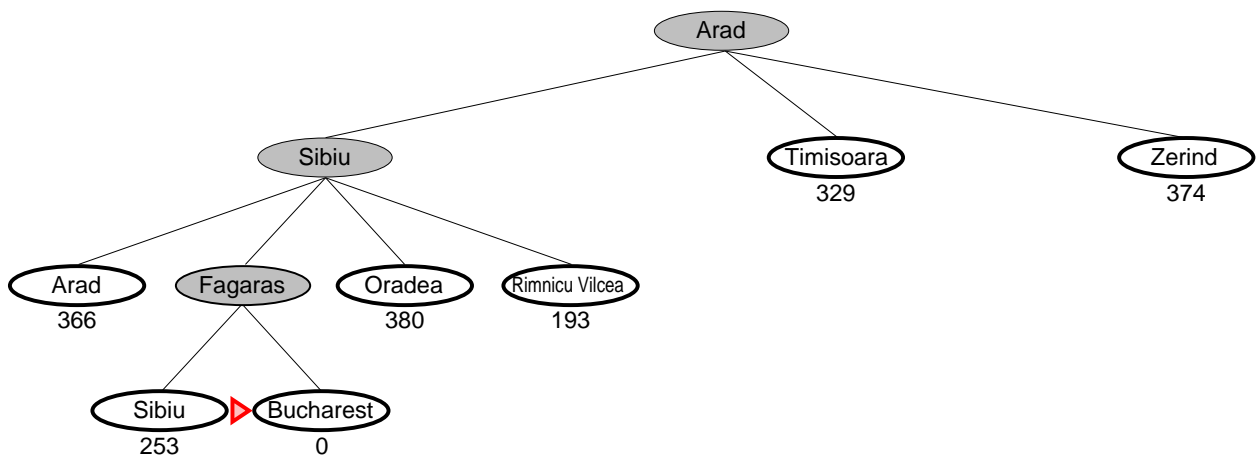 Arad
Sibiu Timisoara Zerind
329 374
Arad Fagaras Oradea Rimnicu Vilcea
366 380 193
Sibiu Bucharest
253 0